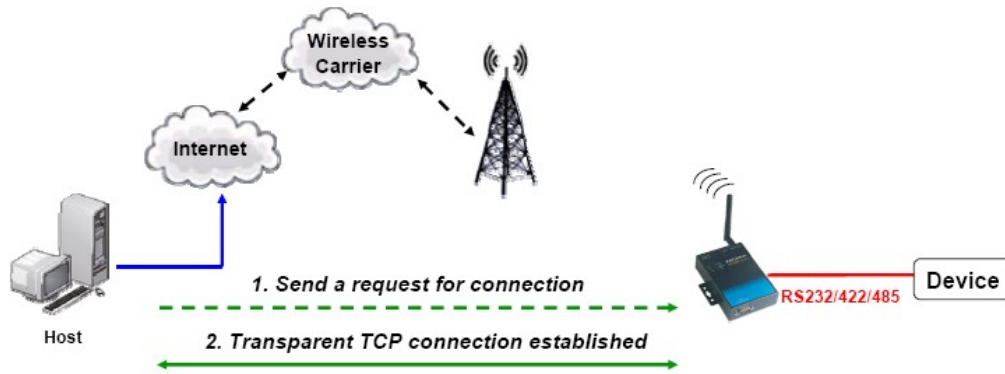 Wireless
Carrier
Internet
1. Send a request for connection
RS232/422/485
Device
Host
2. Transparent TCP connection established